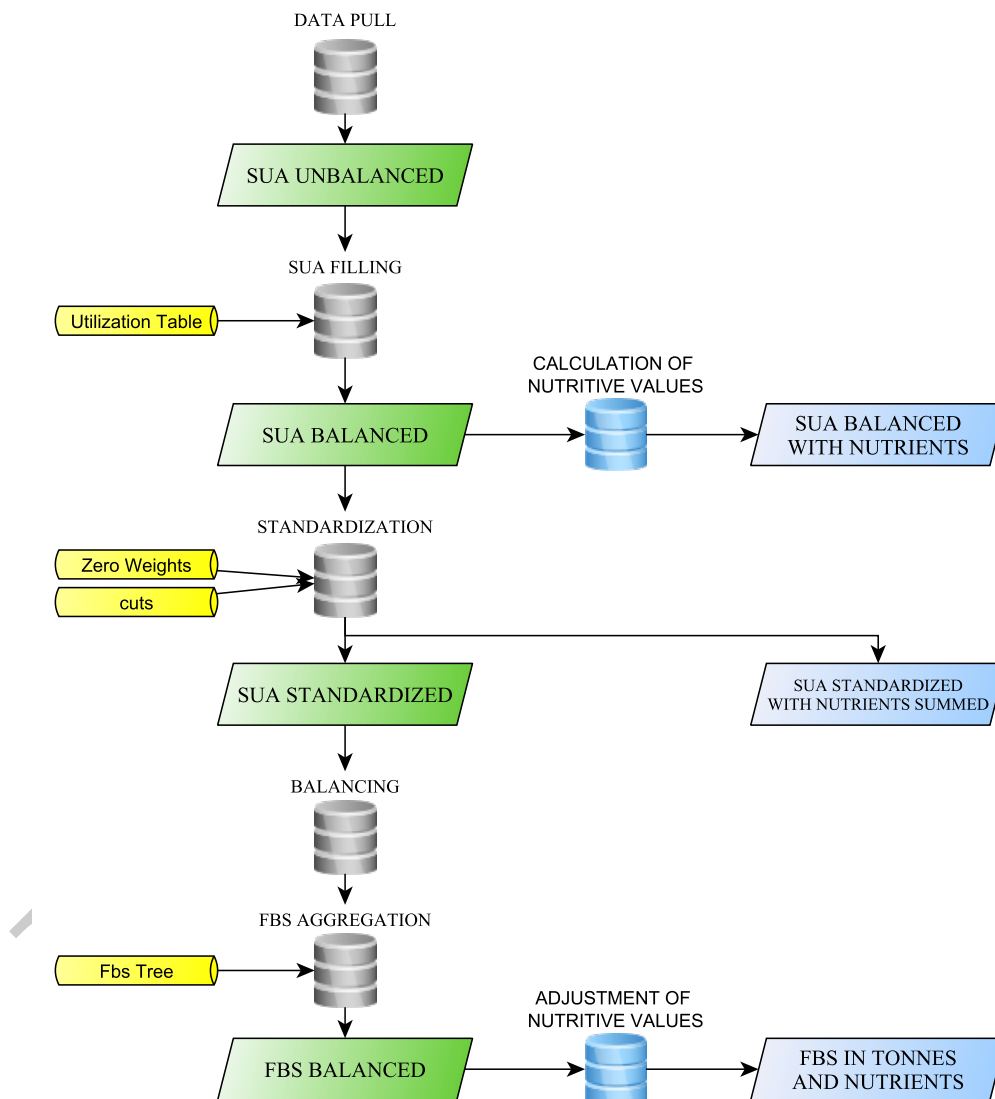 DATA PULL
SUA UNBALANCED
SUA FILLING
Utilization Table
CALCULATION OF
NUTRITIVE VALUES
SUA BALANCED
SUA BALANCED
WITH NUTRIENTS
STANDARDIZATION
Zero Weights
cuts
SUA STANDARDIZED
SUA STANDARDIZED
WITH NUTRIENTS SUMMED
BALANCING
FBS AGGREGATION
Fbs Tree
ADJUSTMENT OF
NUTRITIVE VALUES
FBS BALANCED
FBS IN TONNES
AND NUTRIENTS